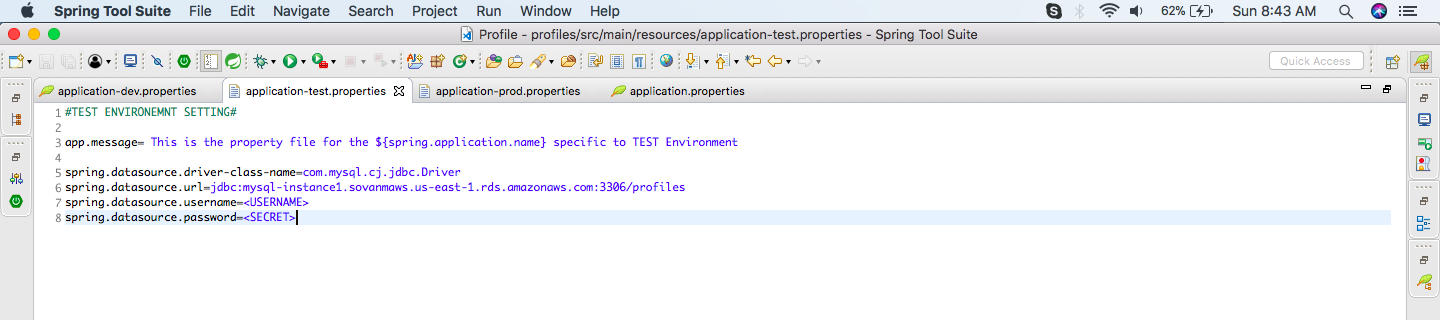 Spring Tool Suite File Edit Navigate Search Project Run Window Help 62% Sun 8:43 AM
Profile - profiles/src/main/resources/application-test.properties - Spring Tool Suite
Quick Access
application-dev.properties application-test.properties application-prod.properties application.properties
1 #TEST ENVIRONEMNT SETTING#
2
3 app.message= This is the property file for the ${spring.application.name} specific to TEST Environment
4
5 spring.datasource.driver-class-name=com.mysql.cj.jdbc.Driver
6 spring.datasource.url=jdbc:mysql-instance1.sovanmaws.us-east-1.rds.amazonaws.com:3306/profiles
7 spring.datasource.username=<USERNAME>
8 spring.datasource.password=<SECRET>